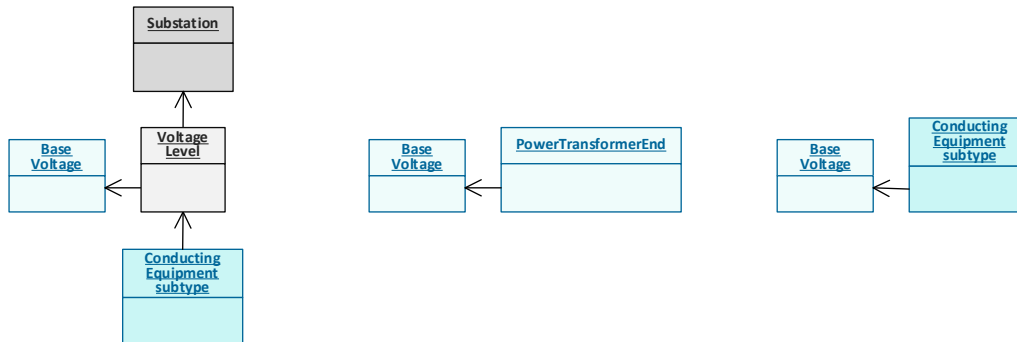 Substation
Voltage
Level
Base
Voltage
Conducting
Equipment
subtype
Base
Voltage
PowerTransformerEnd
Base
Voltage
Conducting
Equipment
subtype